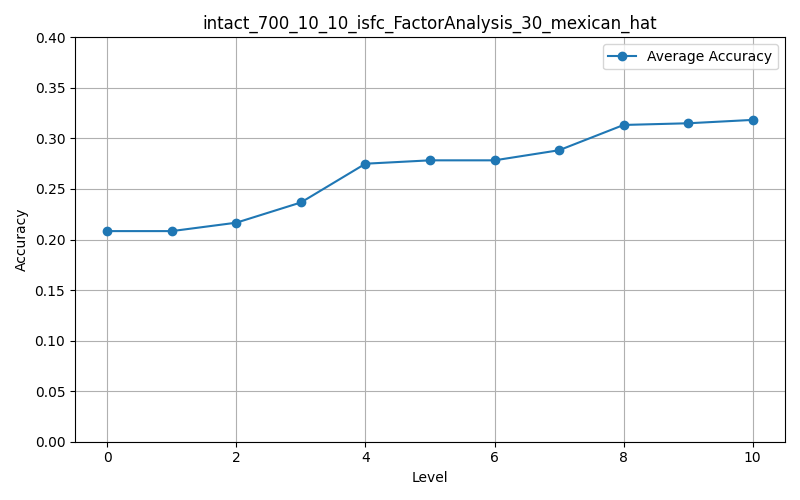 intact_700_10_10_isfc_FactorAnalysis_30_mexican_hat
Average Accuracy
0.40
0.35
0.30
0.25
0.20
0.15
0.10
0.05
0.00
Accuracy
0 2 4 6 8 10
Level